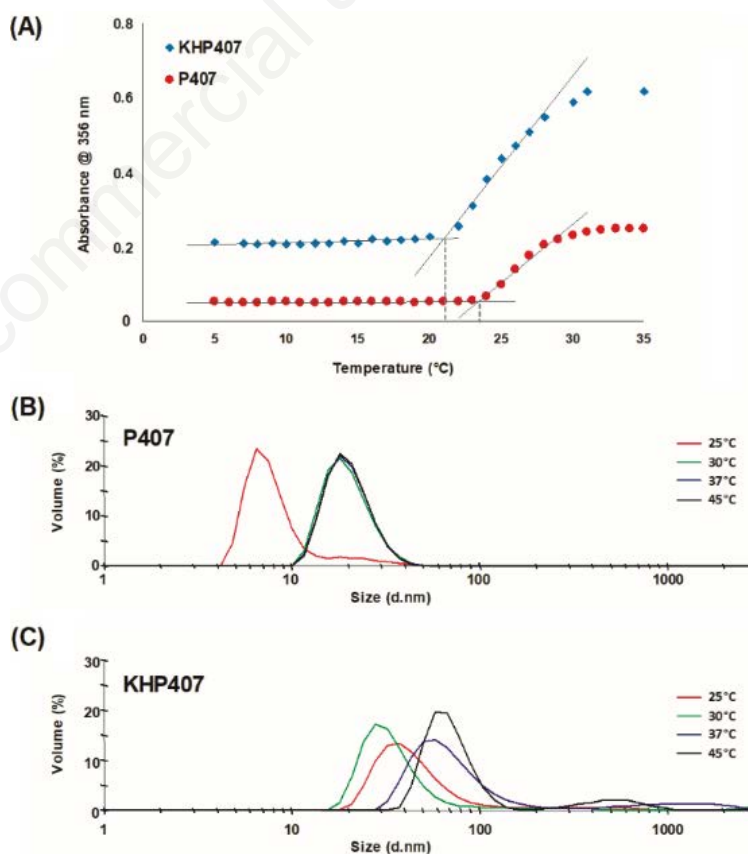 commercial
(A)
0.8
0.6
0.4
0.2
0
Absorbance @ 356 nm
KHP407
P407
0 5 10 15 20 25 30 35
Temperature (°C)
(B)
P407
30
20
10
0
Volume (%)
25°C
30°C
37°C
45°C
1 10 100 1000
Size (d.nm)
(C)
KHP407
30
20
10
0
Volume (%)
25°C
30°C
37°C
45°C
1 10 100 1000
Size (d.nm)